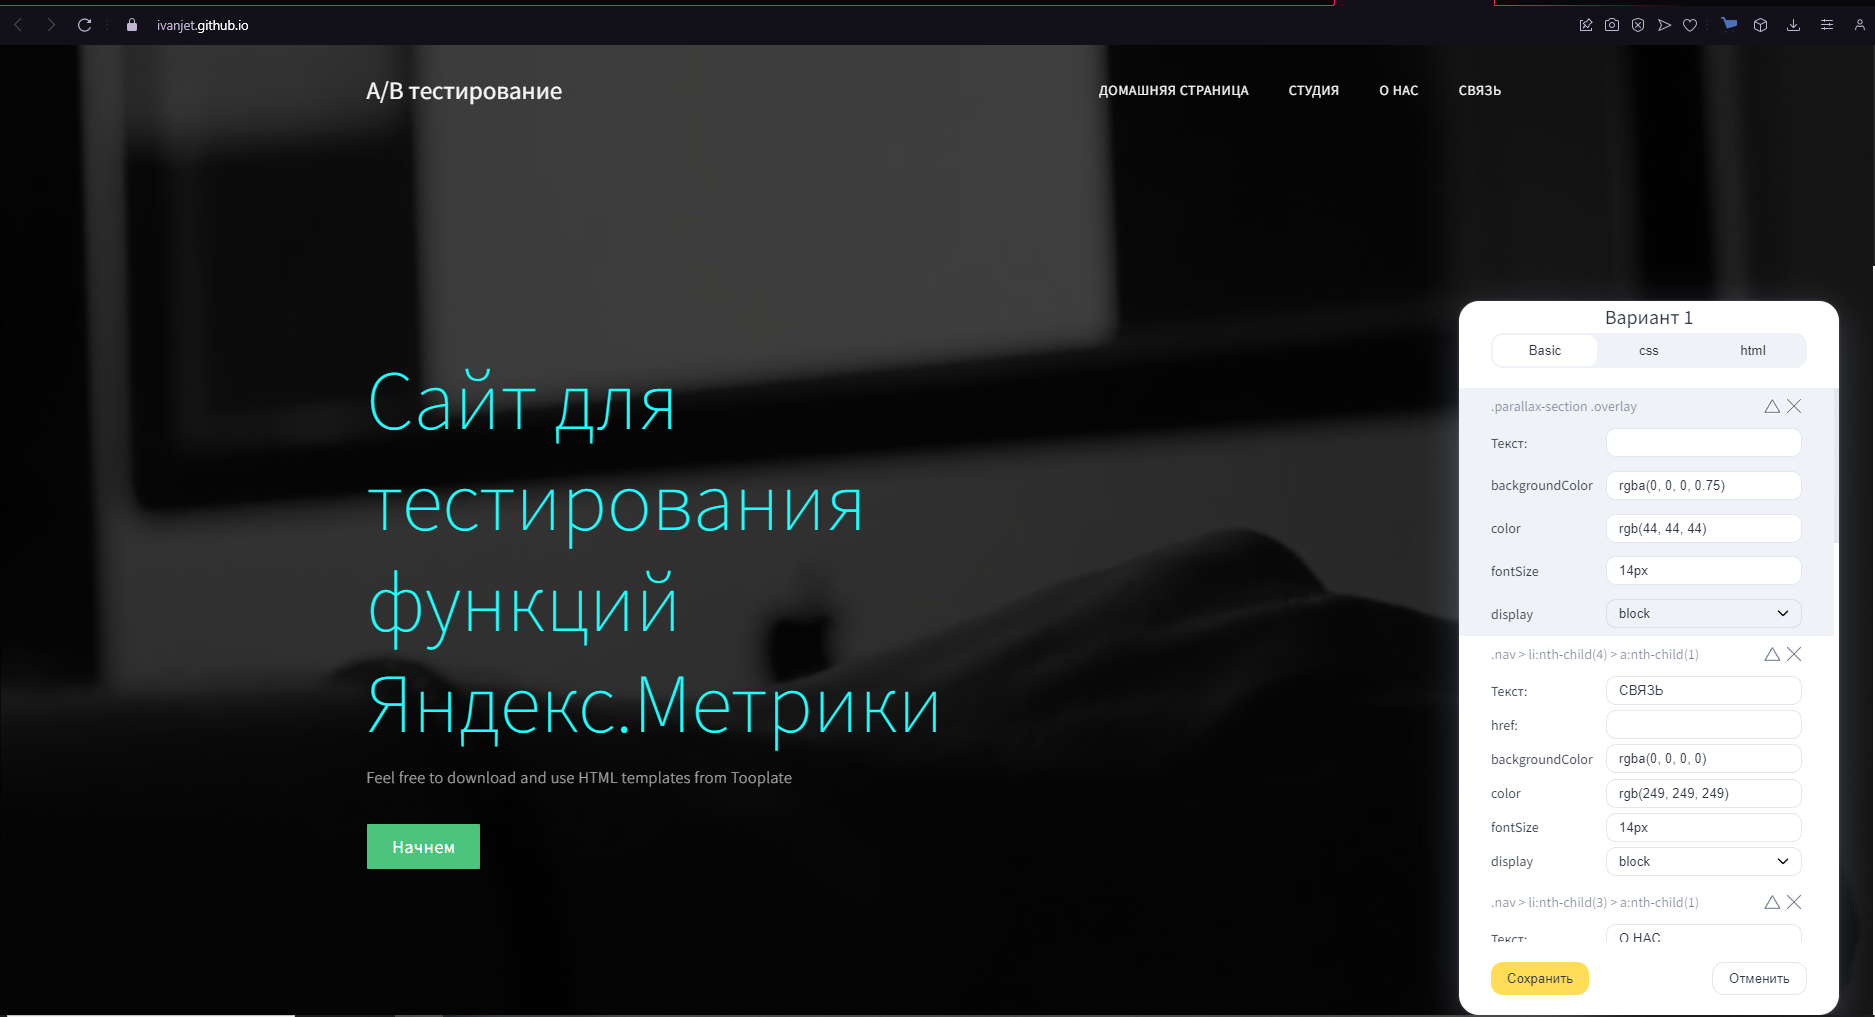 ivanjet.github.io
A/B тестирование
ДОМАШНЯЯ СТРАНИЦА
СТУДИЯ
О НАС
СВЯЗЬ
Сайт для
тестирования
функций
Яндекс.Метрики
Feel free to download and use HTML templates from Tooplate
Начнем
Вариант 1
Basic
css
html
.parallax-section .overlay
Текст:
backgroundColor
rgba(0, 0, 0, 0.75)
color
rgb(44, 44, 44)
fontSize
14px
display
block
.nav > li:nth-child(4) > a:nth-child(1)
Текст:
СВЯЗЬ
href:
backgroundColor
rgba(0, 0, 0, 0)
color
rgb(249, 249, 249)
fontSize
14px
display
block
.nav > li:nth-child(3) > a:nth-child(1)
Текст:
О НАС
Сохранить
Отменить